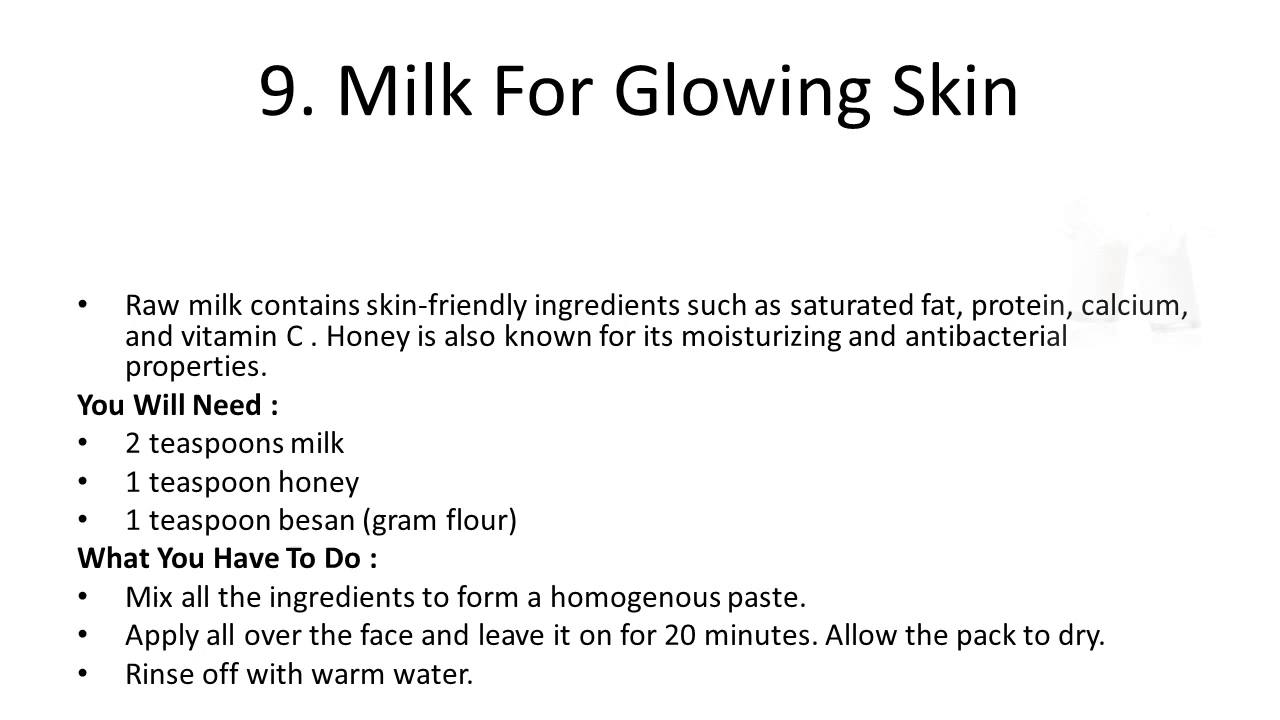 9. Milk For Glowing Skin
• Raw milk contains skin-friendly ingredients such as saturated fat, protein, calcium,
and vitamin C . Honey is also known for its moisturizing and antibacterial
properties.
You Will Need :
• 2 teaspoons milk
• 1 teaspoon honey
• 1 teaspoon besan (gram flour)
What You Have To Do :
• Mix all the ingredients to form a homogenous paste.
• Apply all over the face and leave it on for 20 minutes. Allow the pack to dry.
• Rinse off with warm water.